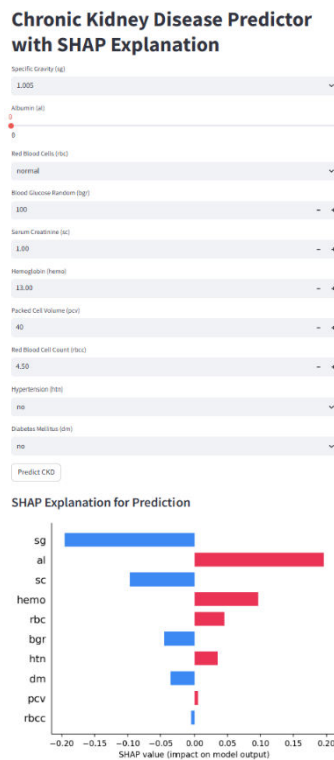 Chronic Kidney Disease Predictor
with SHAP Explanation
Specific Gravity (sg)
1.005
Albumin (al)
0
0
Red Blood Cells (rbc)
normal
Blood Glucose Random (bgr)
100
Serum Creatinine (sc)
1.00
Hemoglobin (hemo)
13.00
Packed Cell Volume (pcv)
40
Red Blood Cell Count (rbcc)
4.50
Hypertension (htn)
no
Diabetes Mellitus (dm)
no
Predict CKD
SHAP Explanation for Prediction
sg
al
sc
hemo
rbc
bgr
htn
dm
pcv
rbcc
−0.20 −0.15 −0.10 −0.05 0.00 0.05 0.10 0.15 0.20
SHAP value (impact on model output)